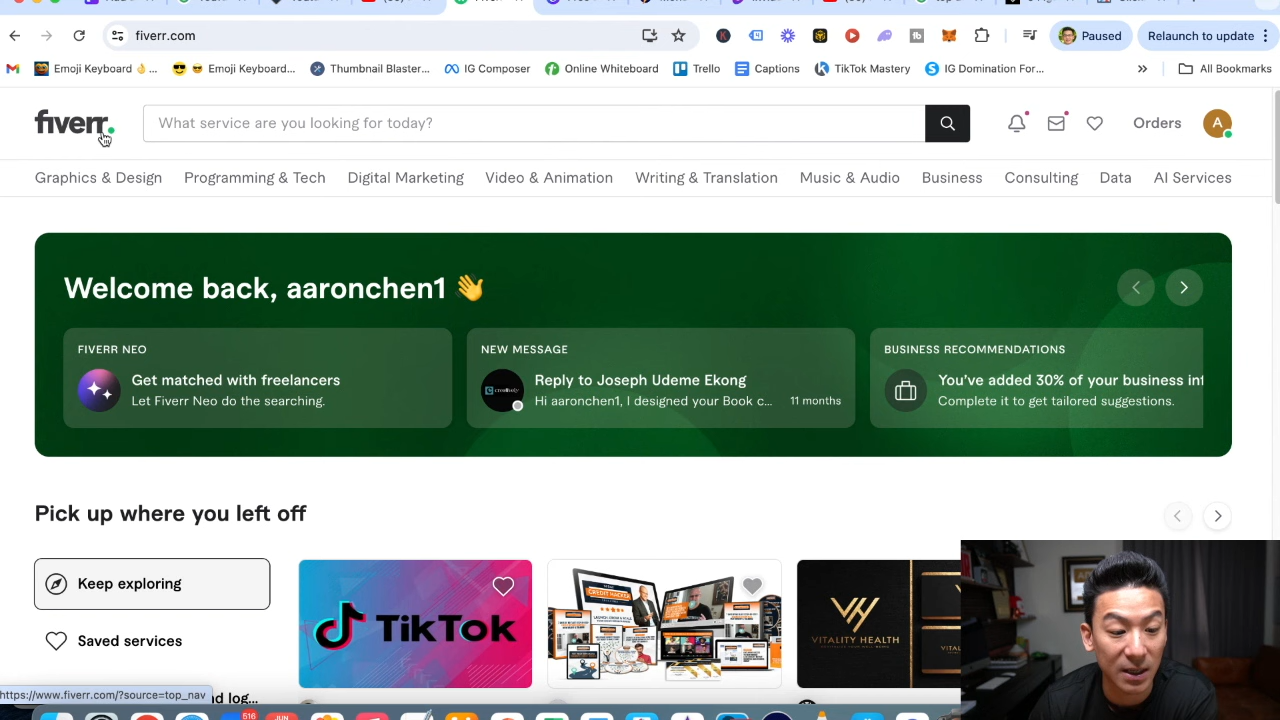 fiverr.com
Paused
Relaunch to update
Emoji Keyboard 👌...
Emoji Keyboard...
Thumbnail Blaster...
IG Composer
Online Whiteboard
Trello
Captions
TikTok Mastery
IG Domination For...
All Bookmarks
fiverr.
What service are you looking for today?
Orders
A
Graphics & Design
Programming & Tech
Digital Marketing
Video & Animation
Writing & Translation
Music & Audio
Business
Consulting
Data
AI Services
Welcome back, aaronchen1 👋
FIVERR NEO
Get matched with freelancers
Let Fiverr Neo do the searching.
NEW MESSAGE
Reply to Joseph Udeme Ekong
Hi aaronchen1, I designed your Book c...
11 months
BUSINESS RECOMMENDATIONS
You've added 30% of your business inf
Complete it to get tailored suggestions.
Pick up where you left off
Keep exploring
Saved services
TikTok
CREDIT HACKER
VITALITY HEALTH
https://www.fiverr.com/?source=top_nav
d log...
516
JUN